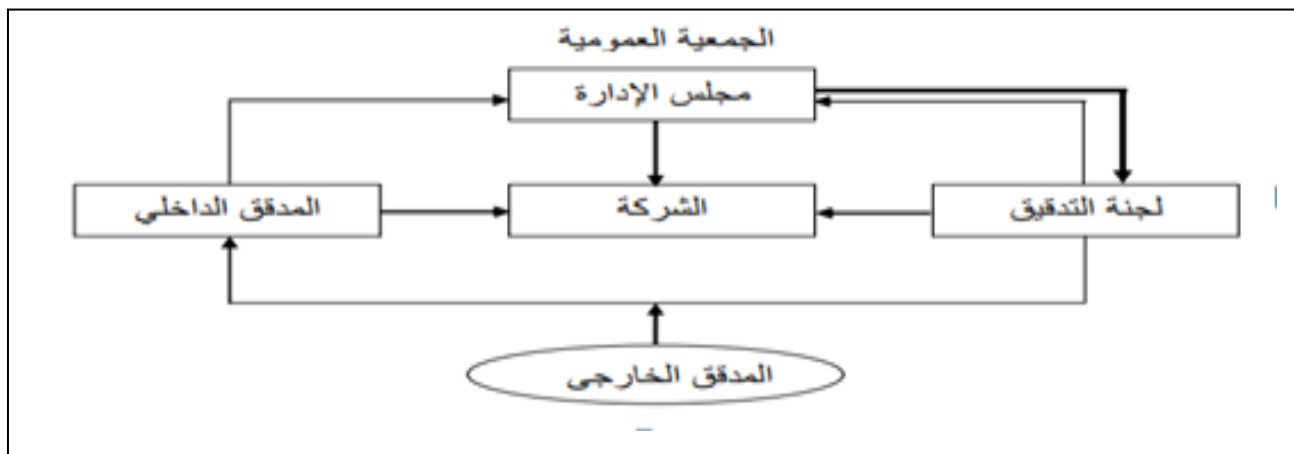 الجمعية العمومية
مجلس الإدارة
المدقق الداخلي
الشركة
لجنة التدقيق
المدقق الخارجي